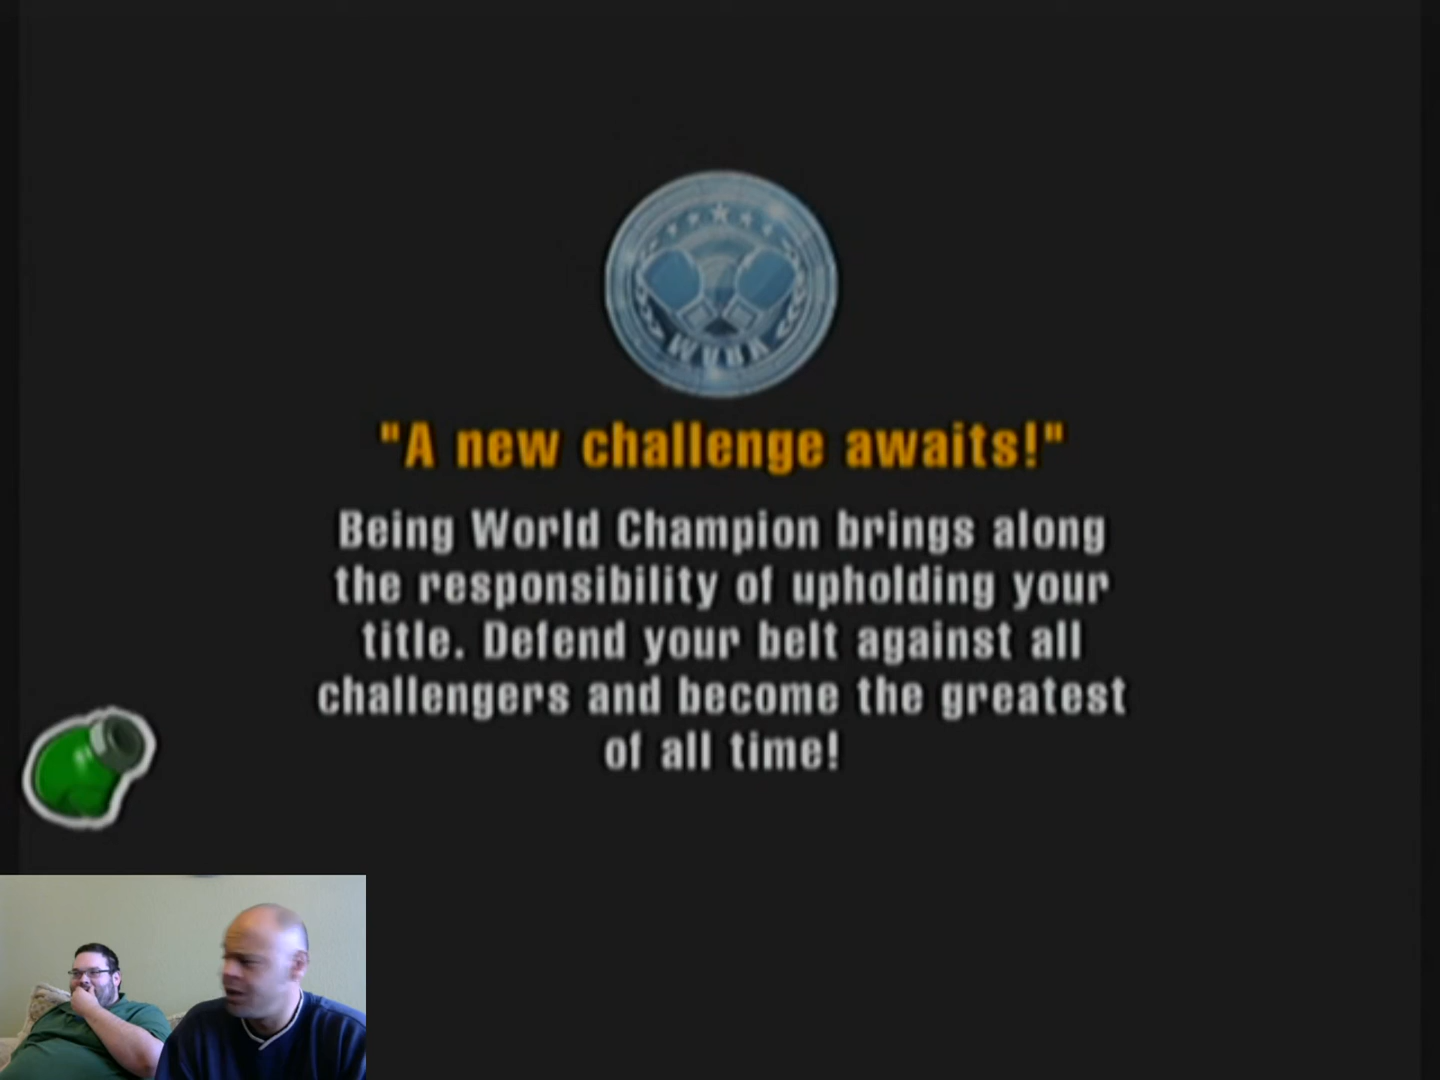 WVBA
"A new challenge awaits!"
Being World Champion brings along
the responsibility of upholding your
title. Defend your belt against all
challengers and become the greatest
of all time!